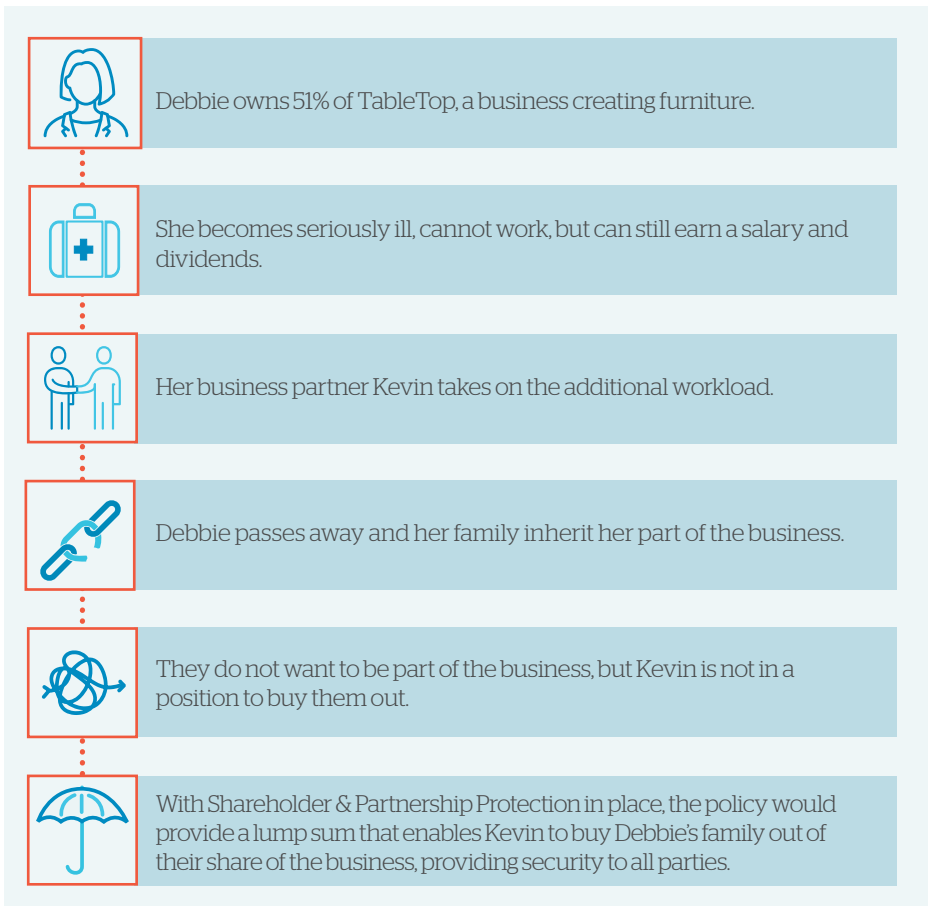 Debbie owns 51% of TableTop, a business creating furniture.
She becomes seriously ill, cannot work, but can still earn a salary and
dividends.
Her business partner Kevin takes on the additional workload.
Debbie passes away and her family inherit her part of the business.
They do not want to be part of the business, but Kevin is not in a
position to buy them out.
With Shareholder & Partnership Protection in place, the policy would
provide a lump sum that enables Kevin to buy Debbie's family out of
their share of the business, providing security to all parties.